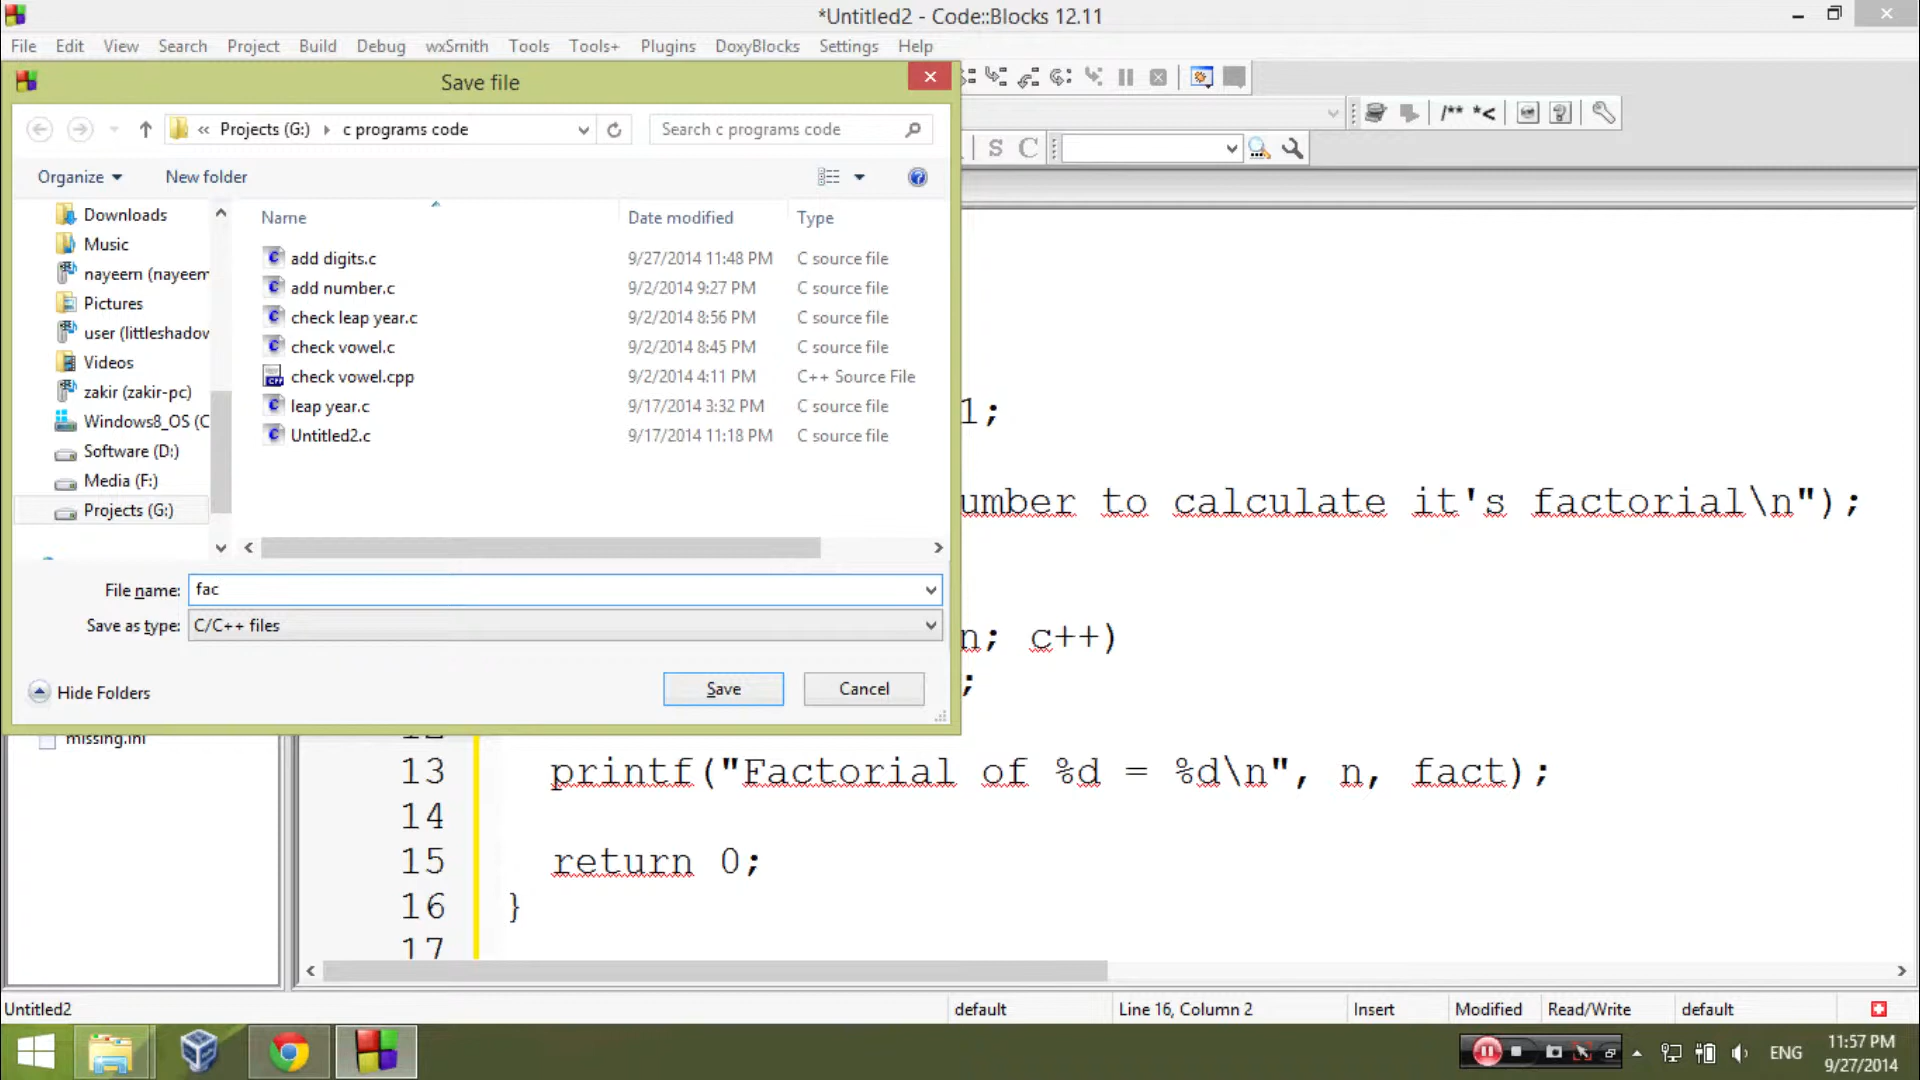 *Untitled2 - Code::Blocks 12.11
File Edit View Search Project Build Debug wxSmith Tools Tools+ Plugins DoxyBlocks Settings Help
Save file
« Projects (G:) c programs code
Search c programs code
/** *<
S C
Organize New folder
Name Date modified Type
Downloads
Music
nayeem (nayeem
Pictures
user (littleshadow
Videos
zakir (zakir-pc)
Windows8_OS (C
Software (D:)
Media (F:)
Projects (G:)
add digits.c 9/27/2014 11:48 PM C source file
add number.c 9/2/2014 9:27 PM C source file
check leap year.c 9/2/2014 8:56 PM C source file
check vowel.c 9/2/2014 8:45 PM C source file
check vowel.cpp 9/2/2014 4:11 PM C++ Source File
leap year.c 9/17/2014 3:32 PM C source file
Untitled2.c 9/17/2014 11:18 PM C source file
File name: fac
Save as type: C/C++ files
Hide Folders
Save Cancel
1;
umber to calculate it's factorial\n");
n; c++)
;
missing.ini
13 printf("Factorial of %d = %d\n", n, fact);
14
15 return 0;
16 }
17
Untitled2 default Line 16, Column 2 Insert Modified Read/Write default
ENG
11:57 PM
9/27/2014